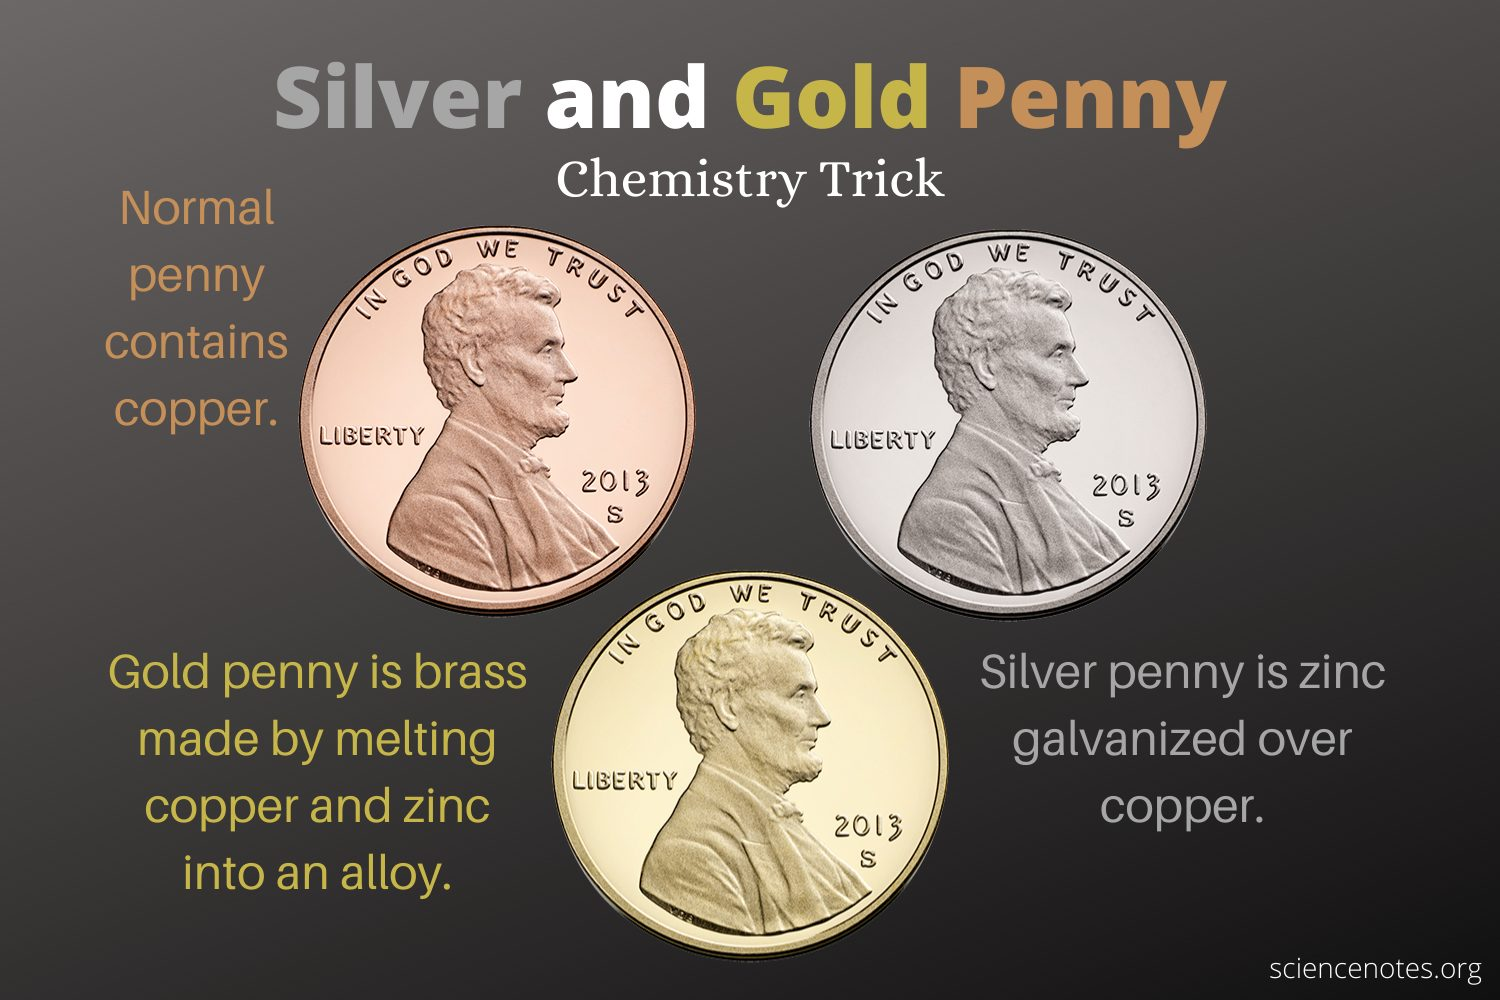 Silver and Gold Penny
Chemistry Trick
Normal
penny
contains
copper.
IN GOD WE TRUST
LIBERTY
2013
S
IN GOD WE TRUST
LIBERTY
2013
S
IN GOD WE TRUST
LIBERTY
2013
S
Gold penny is brass
made by melting
copper and zinc
into an alloy.
Silver penny is zinc
galvanized over
copper.
sciencenotes.org